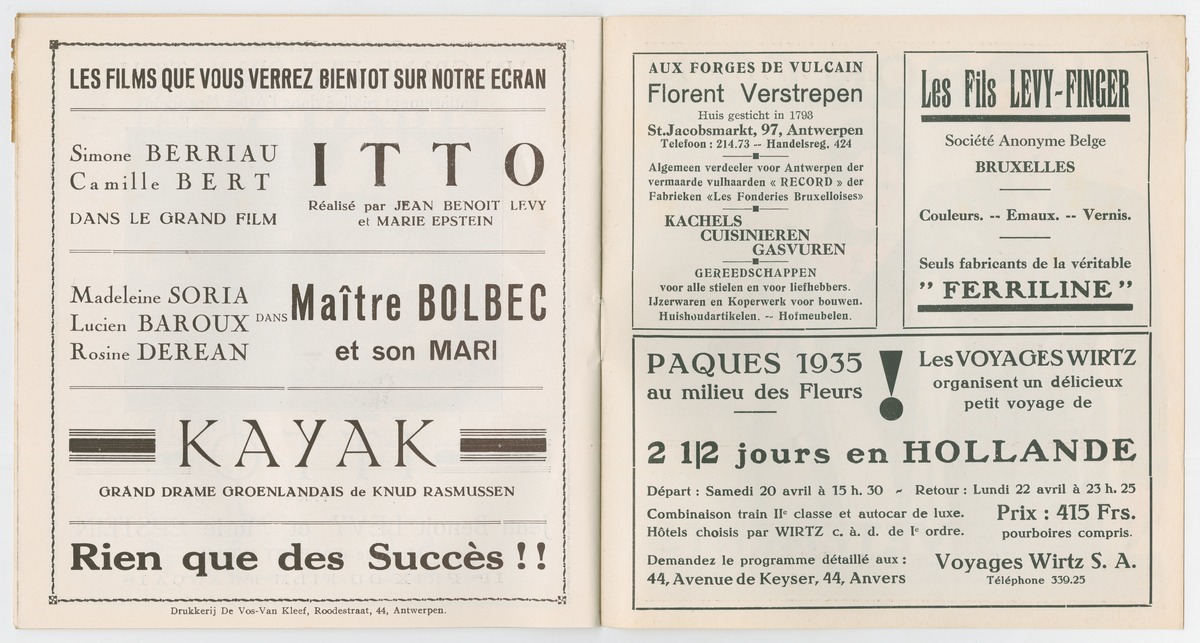 LES FILMS QUE VOUS VERREZ BIENTOT SUR NOTRE ECRAN
Simone BERRIAU
Camille BERT
DANS LE GRAND FILM
ITTO
Réalisé par JEAN BENOIT LEVY
et MARIE EPSTEIN
Madeleine SORIA
Lucien BAROUX
Rosine DEREAN
DANS
Maître BOLBEC
et son MARI
KAYAK
GRAND DRAME GROENLANDAIS de KNUD RASMUSSEN
Rien que des Succès !!
Drukkerij De Vos-Van Kleef, Roodestraat, 44, Antwerpen.
AUX FORGES DE VULCAIN
Florent Verstrepen
Huis gesticht in 1793
St.Jacobsmarkt, 97, Antwerpen
Telefoon : 214.73 -- Handelsreg. 424
Algemeen verdeeler voor Antwerpen der
vermaarde vulhaarden « RECORD » der
Fabrieken «Les Fonderies Bruxelloises»
KACHELS
CUISINIEREN
GASVUREN
GEREEDSCHAPPEN
voor alle stielen en voor liefhebbers.
IJzerwaren en Koperwerk voor bouwen.
Huishoudartikelen. -- Hofmeubelen.
Les Fils LEVY-FINGER
Société Anonyme Belge
BRUXELLES
Couleurs. -- Emaux. -- Vernis.
Seuls fabricants de la véritable
" FERRILINE "
PAQUES 1935
au milieu des Fleurs
!
Les VOYAGES WIRTZ
organisent un délicieux
petit voyage de
2 1|2 jours en HOLLANDE
Départ : Samedi 20 avril à 15 h. 30 - Retour : Lundi 22 avril à 23 h. 25
Combinaison train IIe classe et autocar de luxe.
Hôtels choisis par WIRTZ c. à. d. de Ie ordre.
Prix : 415 Frs.
pourboires compris.
Demandez le programme détaillé aux :
44, Avenue de Keyser, 44, Anvers
Voyages Wirtz S. A.
Téléphone 339.25